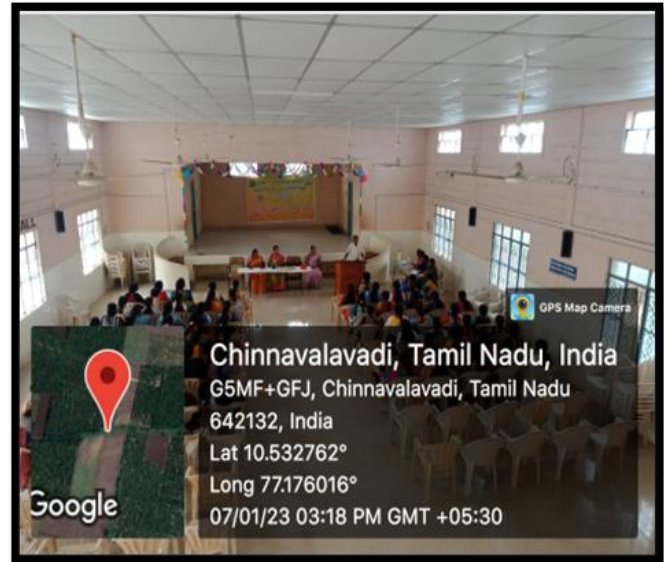 GPS Map Camera
Chinnavalavadi, Tamil Nadu, India
G5MF+GFJ, Chinnavalavadi, Tamil Nadu
642132, India
Lat 10.532762°
Long 77.176016°
07/01/23 03:18 PM GMT +05:30
Google